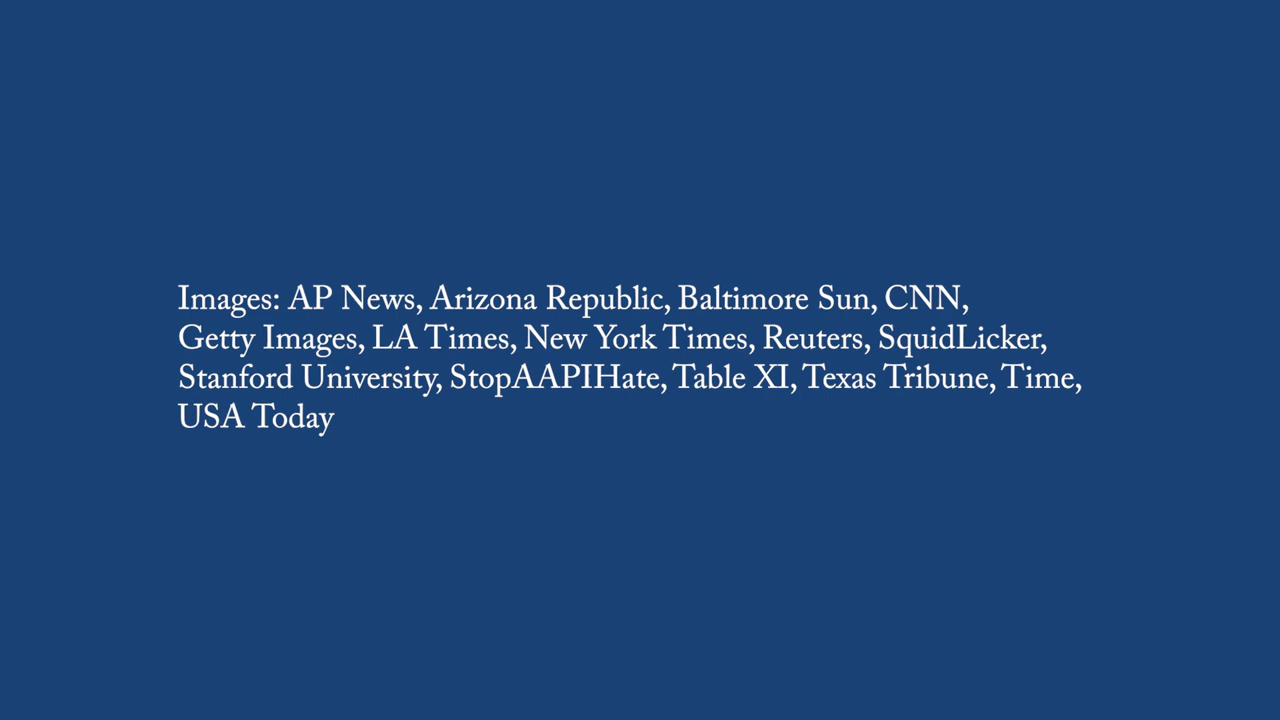 Images: AP News, Arizona Republic, Baltimore Sun, CNN,
Getty Images, LA Times, New York Times, Reuters, SquidLicker,
Stanford University, StopAAPIHate, Table XI, Texas Tribune, Time,
USA Today